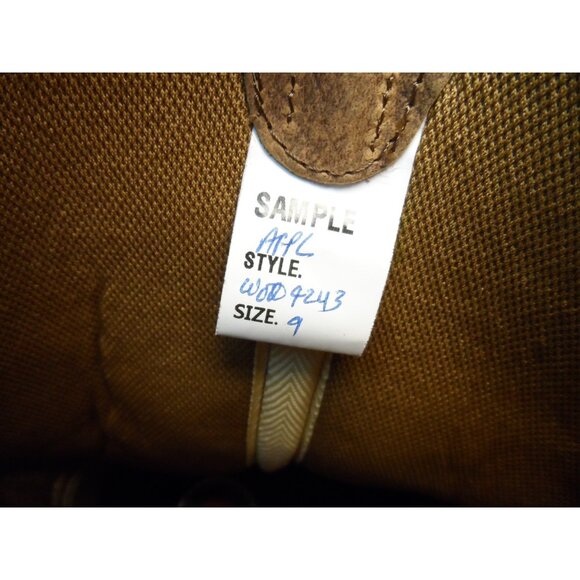 SAMPLE
APPL
STYLE.
WOD 4243
SIZE. 9